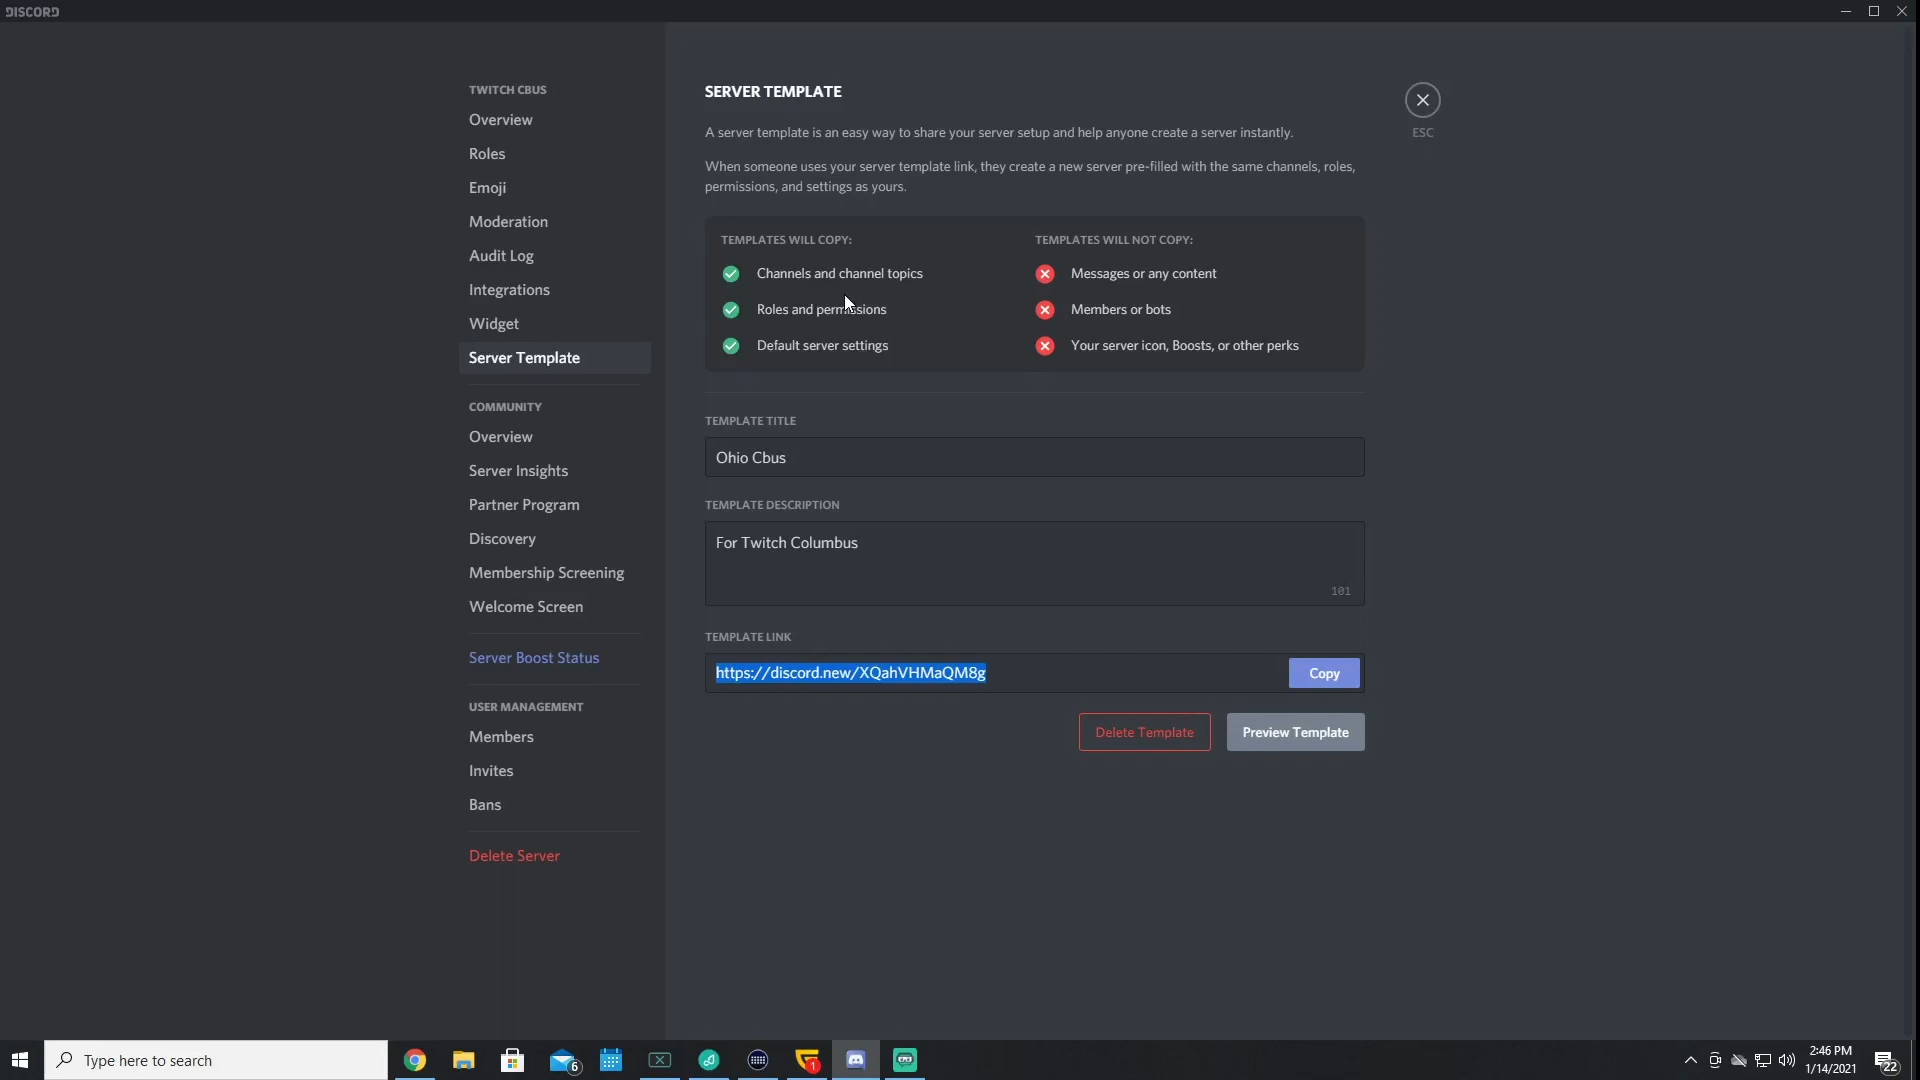 DISCORD
TWITCH CBUS
Overview
Roles
Emoji
Moderation
Audit Log
Integrations
Widget
Server Template
COMMUNITY
Overview
Server Insights
Partner Program
Discovery
Membership Screening
Welcome Screen
Server Boost Status
USER MANAGEMENT
Members
Invites
Bans
Delete Server
SERVER TEMPLATE
ESC
A server template is an easy way to share your server setup and help anyone create a server instantly.
When someone uses your server template link, they create a new server pre-filled with the same channels, roles,
permissions, and settings as yours.
TEMPLATES WILL COPY:
Channels and channel topics
Roles and permissions
Default server settings
TEMPLATES WILL NOT COPY:
Messages or any content
Members or bots
Your server icon, Boosts, or other perks
TEMPLATE TITLE
Ohio Cbus
TEMPLATE DESCRIPTION
For Twitch Columbus
101
TEMPLATE LINK
https://discord.new/XQahVHMaQM8g
Copy
Delete Template
Preview Template
Type here to search
6
1
2:46 PM
1/14/2021
22